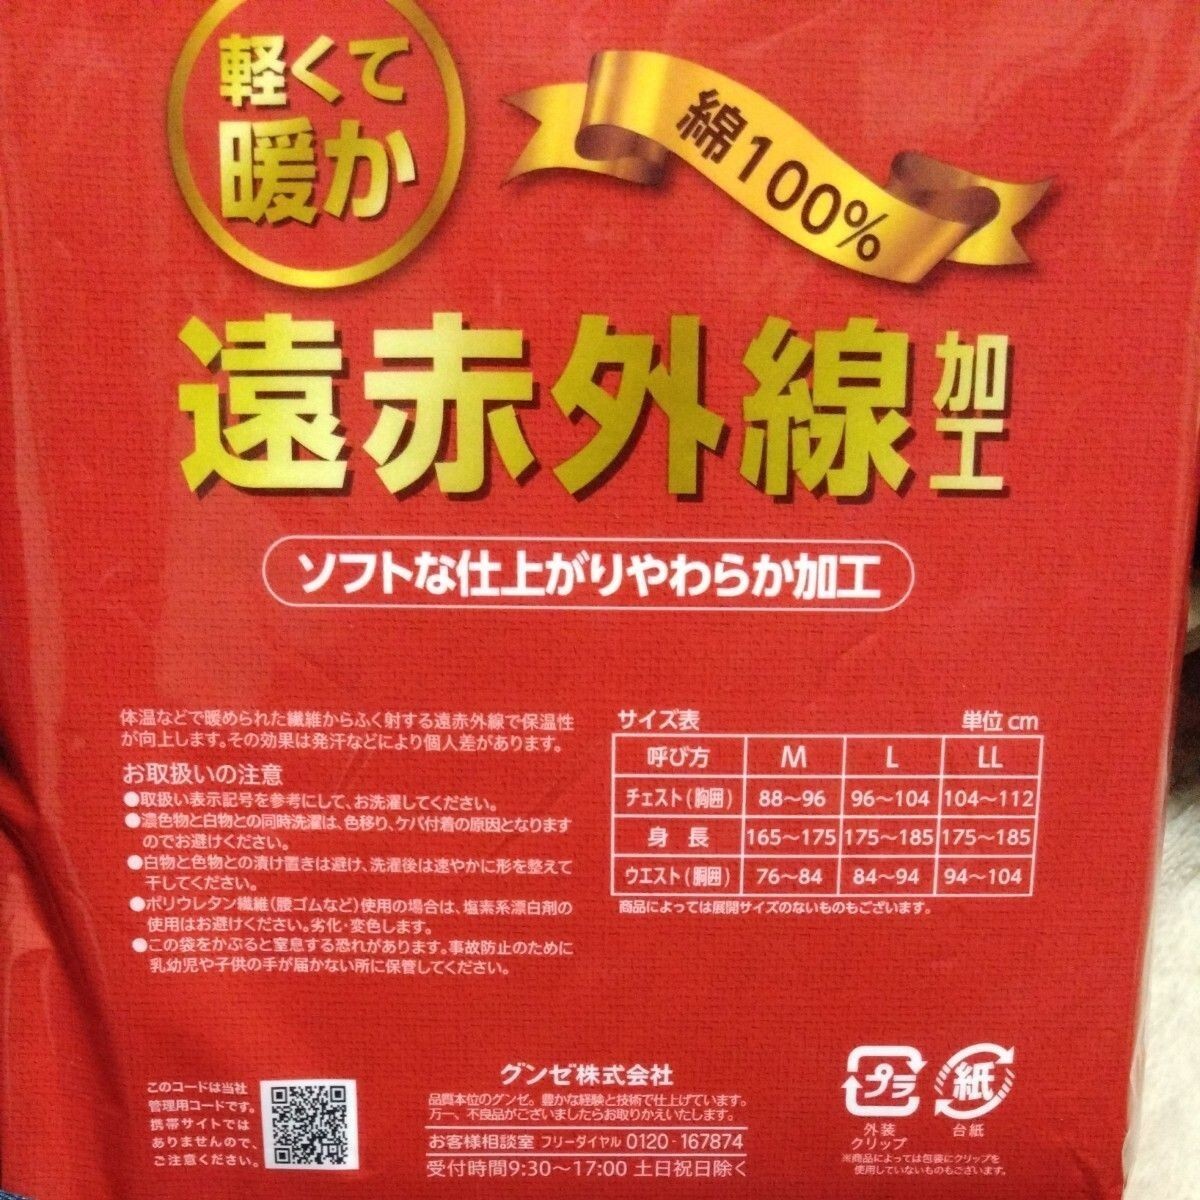 軽くて
暖か
綿100%
遠赤外線加工
ソフトな仕上がりやわらか加工
体温などで暖められた繊維からふく射する遠赤外線で保温性
が向上します。その効果は発汗などにより個人差があります。
お取扱いの注意
●取扱い表示記号を参考にして、お洗濯してください。
●濃色物と白物との同時洗濯は、色移り、ケバ付着の原因となります
のでお避けください。
●白物と色物との漬け置きは避け、洗濯後は速やかに形を整えて
干してください。
●ポリウレタン繊維(腰ゴムなど)使用の場合は、塩素系漂白剤の
使用はお避けください。劣化・変色します。
●この袋をかぶると窒息する恐れがあります。事故防止のために
乳幼児や子供の手が届かない所に保管してください。
サイズ表 単位cm
呼び方 M L LL
チェスト(胸囲) 88～96 96～104 104～112
身長 165～175 175～185 175～185
ウエスト(胴囲) 76～84 84～94 94～104
商品によっては展開サイズのないものもございます。
このコードは当社
管理用コードです。
携帯サイトでは
ありませんので、
ご注意ください。
グンゼ株式会社
品質本位のグンゼ。豊かな経験と技術で仕上げています。
万一、不良品がございましたらお取りかえいたします。
お客様相談室 フリーダイヤル 0120-167874
受付時間9:30～17:00 土日祝日除く
プラ
外装
クリップ
紙
台紙
※商品によっては包装にクリップを
使用していないものもございます。